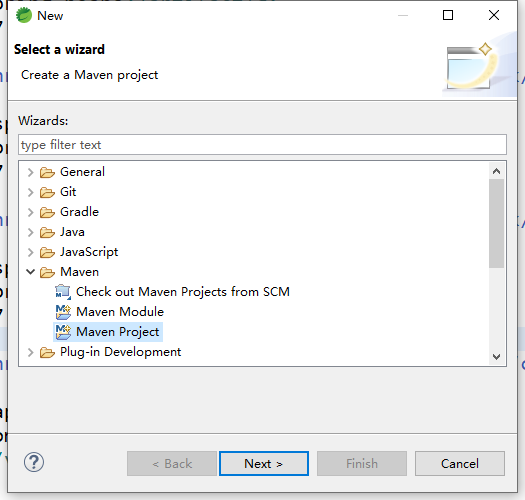 New
Select a wizard
Create a Maven project
Wizards:
type filter text
General
Git
Gradle
Java
JavaScript
Maven
Check out Maven Projects from SCM
Maven Module
Maven Project
Plug-in Development
?
< Back
Next >
Finish
Cancel